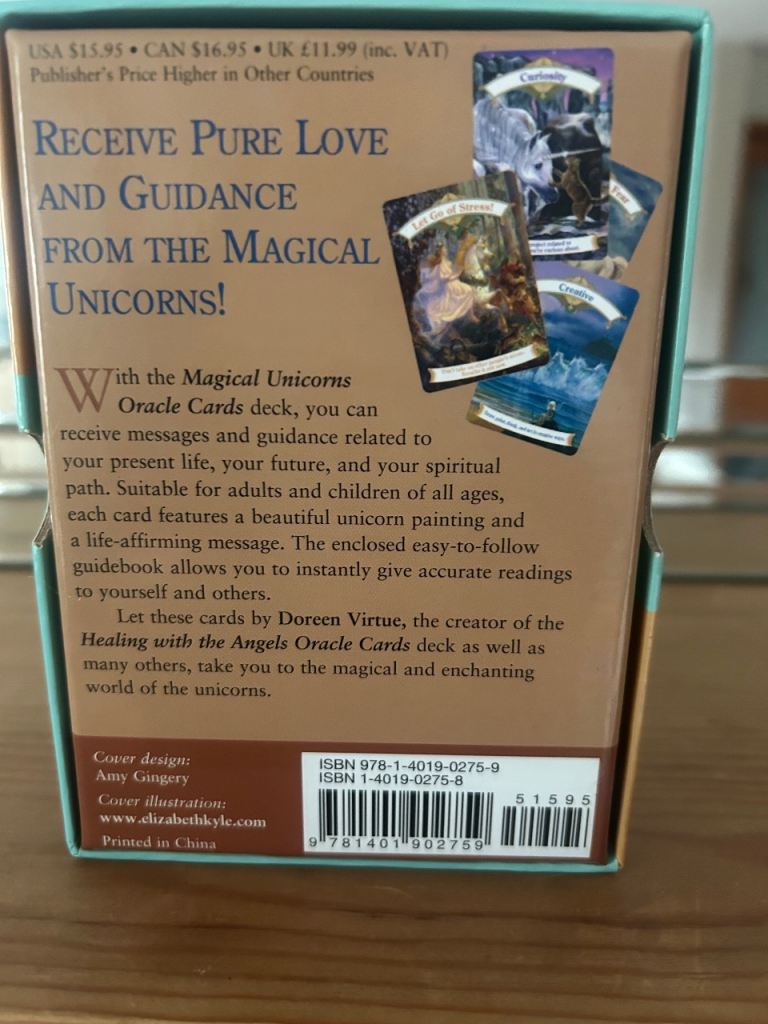 USA $15.95 • CAN $16.95 • UK £11.99 (inc. VAT)
Publisher's Price Higher in Other Countries
RECEIVE PURE LOVE
AND GUIDANCE
FROM THE MAGICAL
UNICORNS!
Curiosity
Fear
Let Go of Stress!
Creative
With the Magical Unicorns
Oracle Cards deck, you can
receive messages and guidance related to
your present life, your future, and your spiritual
path. Suitable for adults and children of all ages,
each card features a beautiful unicorn painting and
a life-affirming message. The enclosed easy-to-follow
guidebook allows you to instantly give accurate readings
to yourself and others.
Let these cards by Doreen Virtue, the creator of the
Healing with the Angels Oracle Cards deck as well as
many others, take you to the magical and enchanting
world of the unicorns.
Cover design:
Amy Gingery
Cover illustration:
www.elizabethkyle.com
Printed in China
ISBN 978-1-4019-0275-9
ISBN 1-4019-0275-8
51595
9 781401 902759